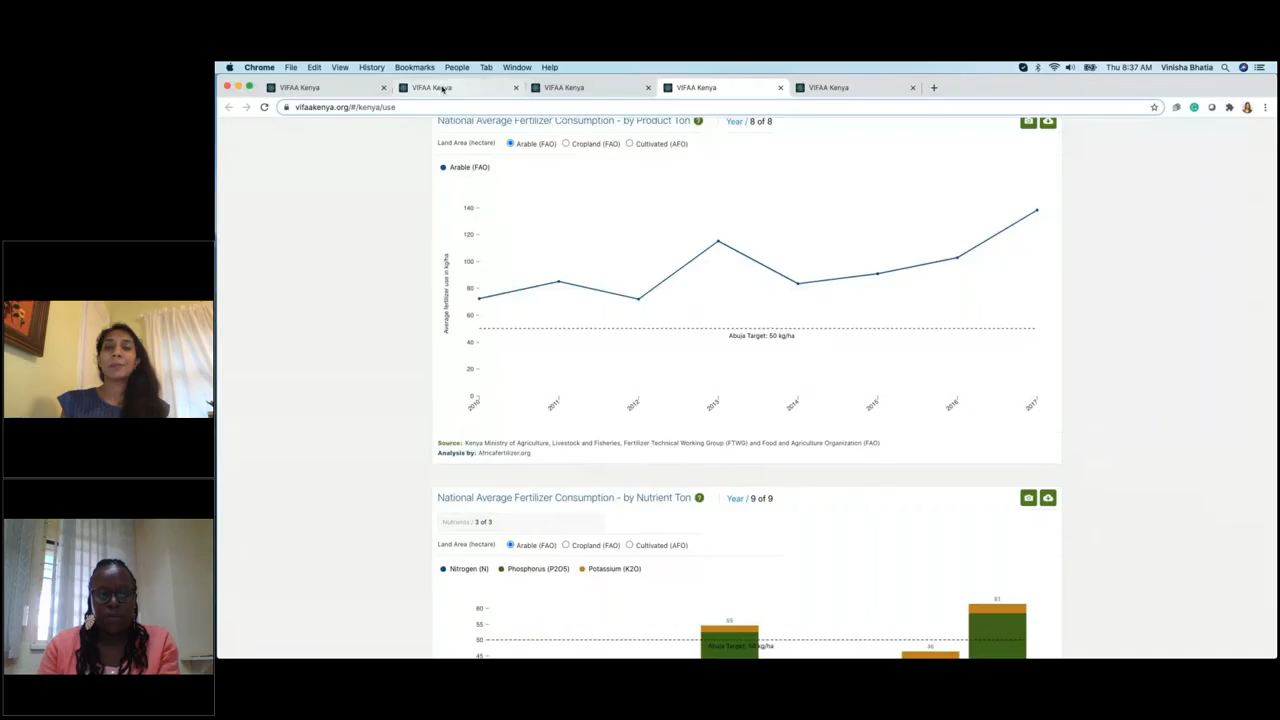 Chrome File Edit View History Bookmarks People Tab Window Help Thu 8:37 AM Vinisha Bhatia
VIFAA Kenya VIFAA Kenya VIFAA Kenya VIFAA Kenya VIFAA Kenya
vifaakenya.org/#/kenya/use
National Average Fertilizer Consumption - by Product Ton ? Year / 8 of 8
Land Area (hectare) Arable (FAO) Cropland (FAO) Cultivated (AFO)
Arable (FAO)
140
120
100
80
60
40
20
0
Average fertilizer use in kg/ha
Abuja Target: 50 kg/ha
2010 2011 2012 2013 2014 2015 2016 2017
Source: Kenya Ministry of Agriculture, Livestock and Fisheries, Fertilizer Technical Working Group (FTWG) and Food and Agriculture Organization (FAO)
Analysis by: Africafertilizer.org
National Average Fertilizer Consumption - by Nutrient Ton ? Year / 9 of 9
Nutrients / 3 of 3
Land Area (hectare) Arable (FAO) Cropland (FAO) Cultivated (AFO)
Nitrogen (N) Phosphorus (P2O5) Potassium (K2O)
60
55
50
45
61
46
Abuja Target: 50 kg/ha